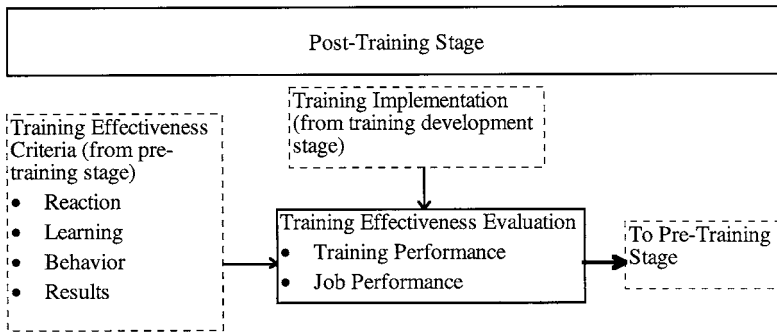 Post-Training Stage
Training Implementation
(from training development
stage)
Training Effectiveness
Criteria (from pre-
training stage)
• Reaction
• Learning
• Behavior
• Results
Training Effectiveness Evaluation
• Training Performance
• Job Performance
To Pre-Training
Stage